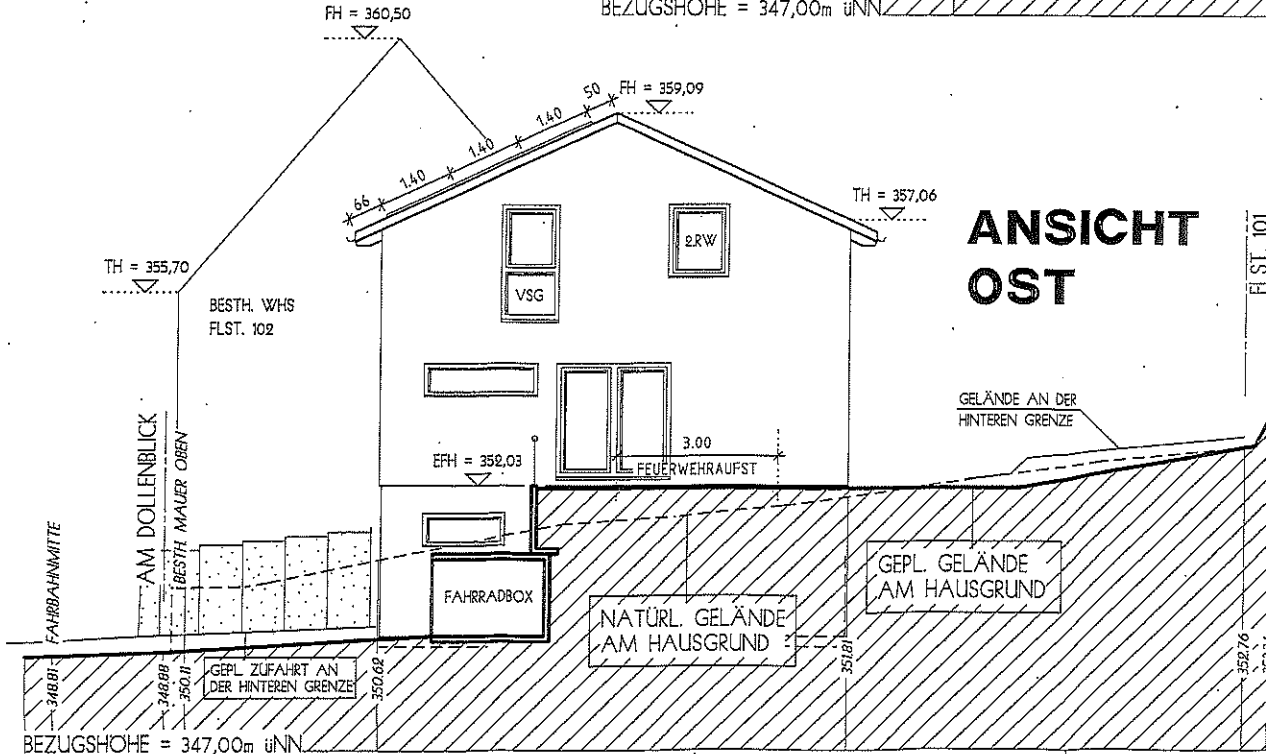 BEZUGSHÖHE = 347,00m üNN
FH = 360,50
FH = 359,09
50
1.40
1.40
1.40
66
TH = 357,06
ANSICHT
OST
FLST. 101
TH = 355,70
BESTH. WHS
FLST. 102
2.RW
VSG
GELÄNDE AN DER
HINTEREN GRENZE
3.00
FEUERWEHRAUFST
EFH = 352,03
AM DOLLENBLICK
BESTH. MAUER OBEN
FAHRBAHNMITTE
FAHRRADBOX
GEPL. GELÄNDE
AM HAUSGRUND
NATÜRL. GELÄNDE
AM HAUSGRUND
GEPL. ZUFAHRT AN
DER HINTEREN GRENZE
348.81
348.88
350.11
350.62
351.81
352.76
BEZUGSHÖHE = 347,00m üNN